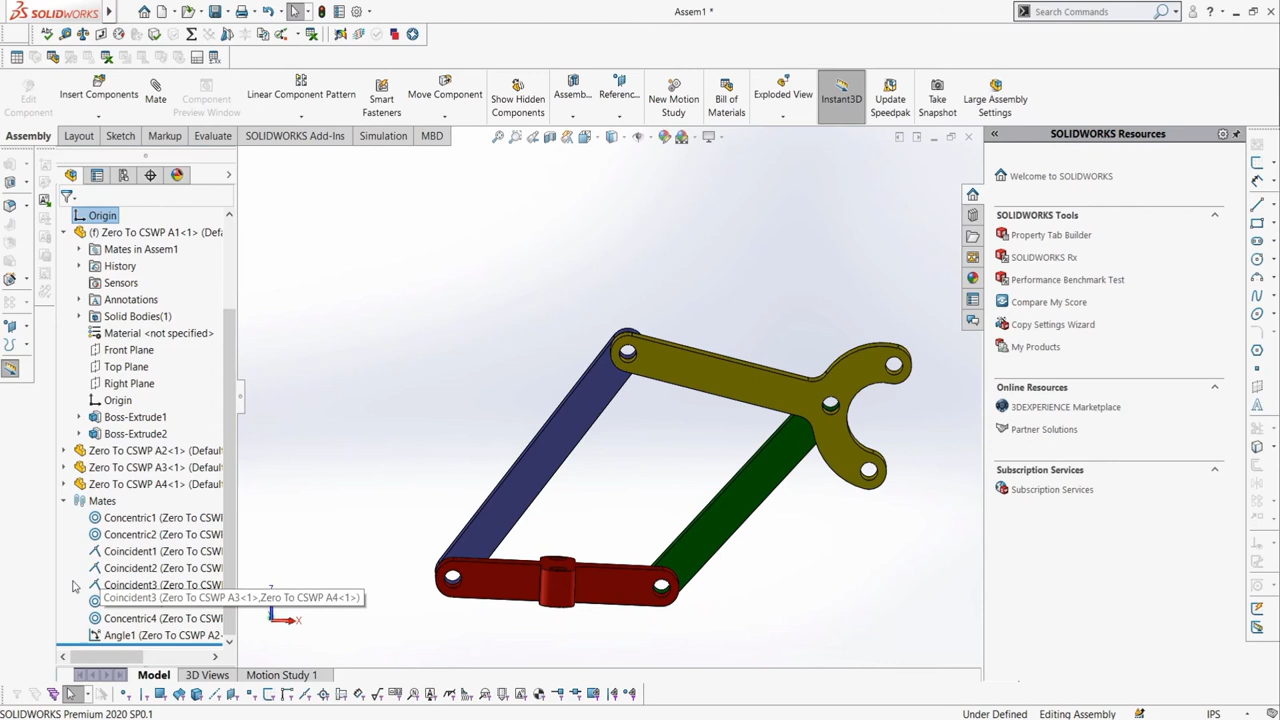 SOLIDWORKS
Assem1 *
Search Commands
?
Edit Component
Insert Components
Mate
Component Preview Window
Linear Component Pattern
Smart Fasteners
Move Component
Show Hidden Components
Assemb...
Referenc...
New Motion Study
Bill of Materials
Exploded View
Instant3D
Update Speedpak
Take Snapshot
Large Assembly Settings
Assembly
Layout
Sketch
Markup
Evaluate
SOLIDWORKS Add-Ins
Simulation
MBD
SOLIDWORKS Resources
Origin
(f) Zero To CSWP A1<1> (Defa
Mates in Assem1
History
Sensors
Annotations
Solid Bodies(1)
Material <not specified>
Front Plane
Top Plane
Right Plane
Origin
Boss-Extrude1
Boss-Extrude2
Zero To CSWP A2<1> (Default
Zero To CSWP A3<1> (Default
Zero To CSWP A4<1> (Default
Mates
Concentric1 (Zero To CSWP
Concentric2 (Zero To CSWP
Coincident1 (Zero To CSWP
Coincident2 (Zero To CSWP
Coincident3 (Zero To CSWP
Coincident3 (Zero To CSWP A3<1>,Zero To CSWP A4<1>)
Concentric4 (Zero To CSWP
Angle1 (Zero To CSWP A2-
X
Welcome to SOLIDWORKS
SOLIDWORKS Tools
Property Tab Builder
SOLIDWORKS Rx
Performance Benchmark Test
Compare My Score
Copy Settings Wizard
My Products
Online Resources
3DEXPERIENCE Marketplace
Partner Solutions
Subscription Services
Subscription Services
Model
3D Views
Motion Study 1
SOLIDWORKS Premium 2020 SP0.1
Under Defined
Editing Assembly
IPS